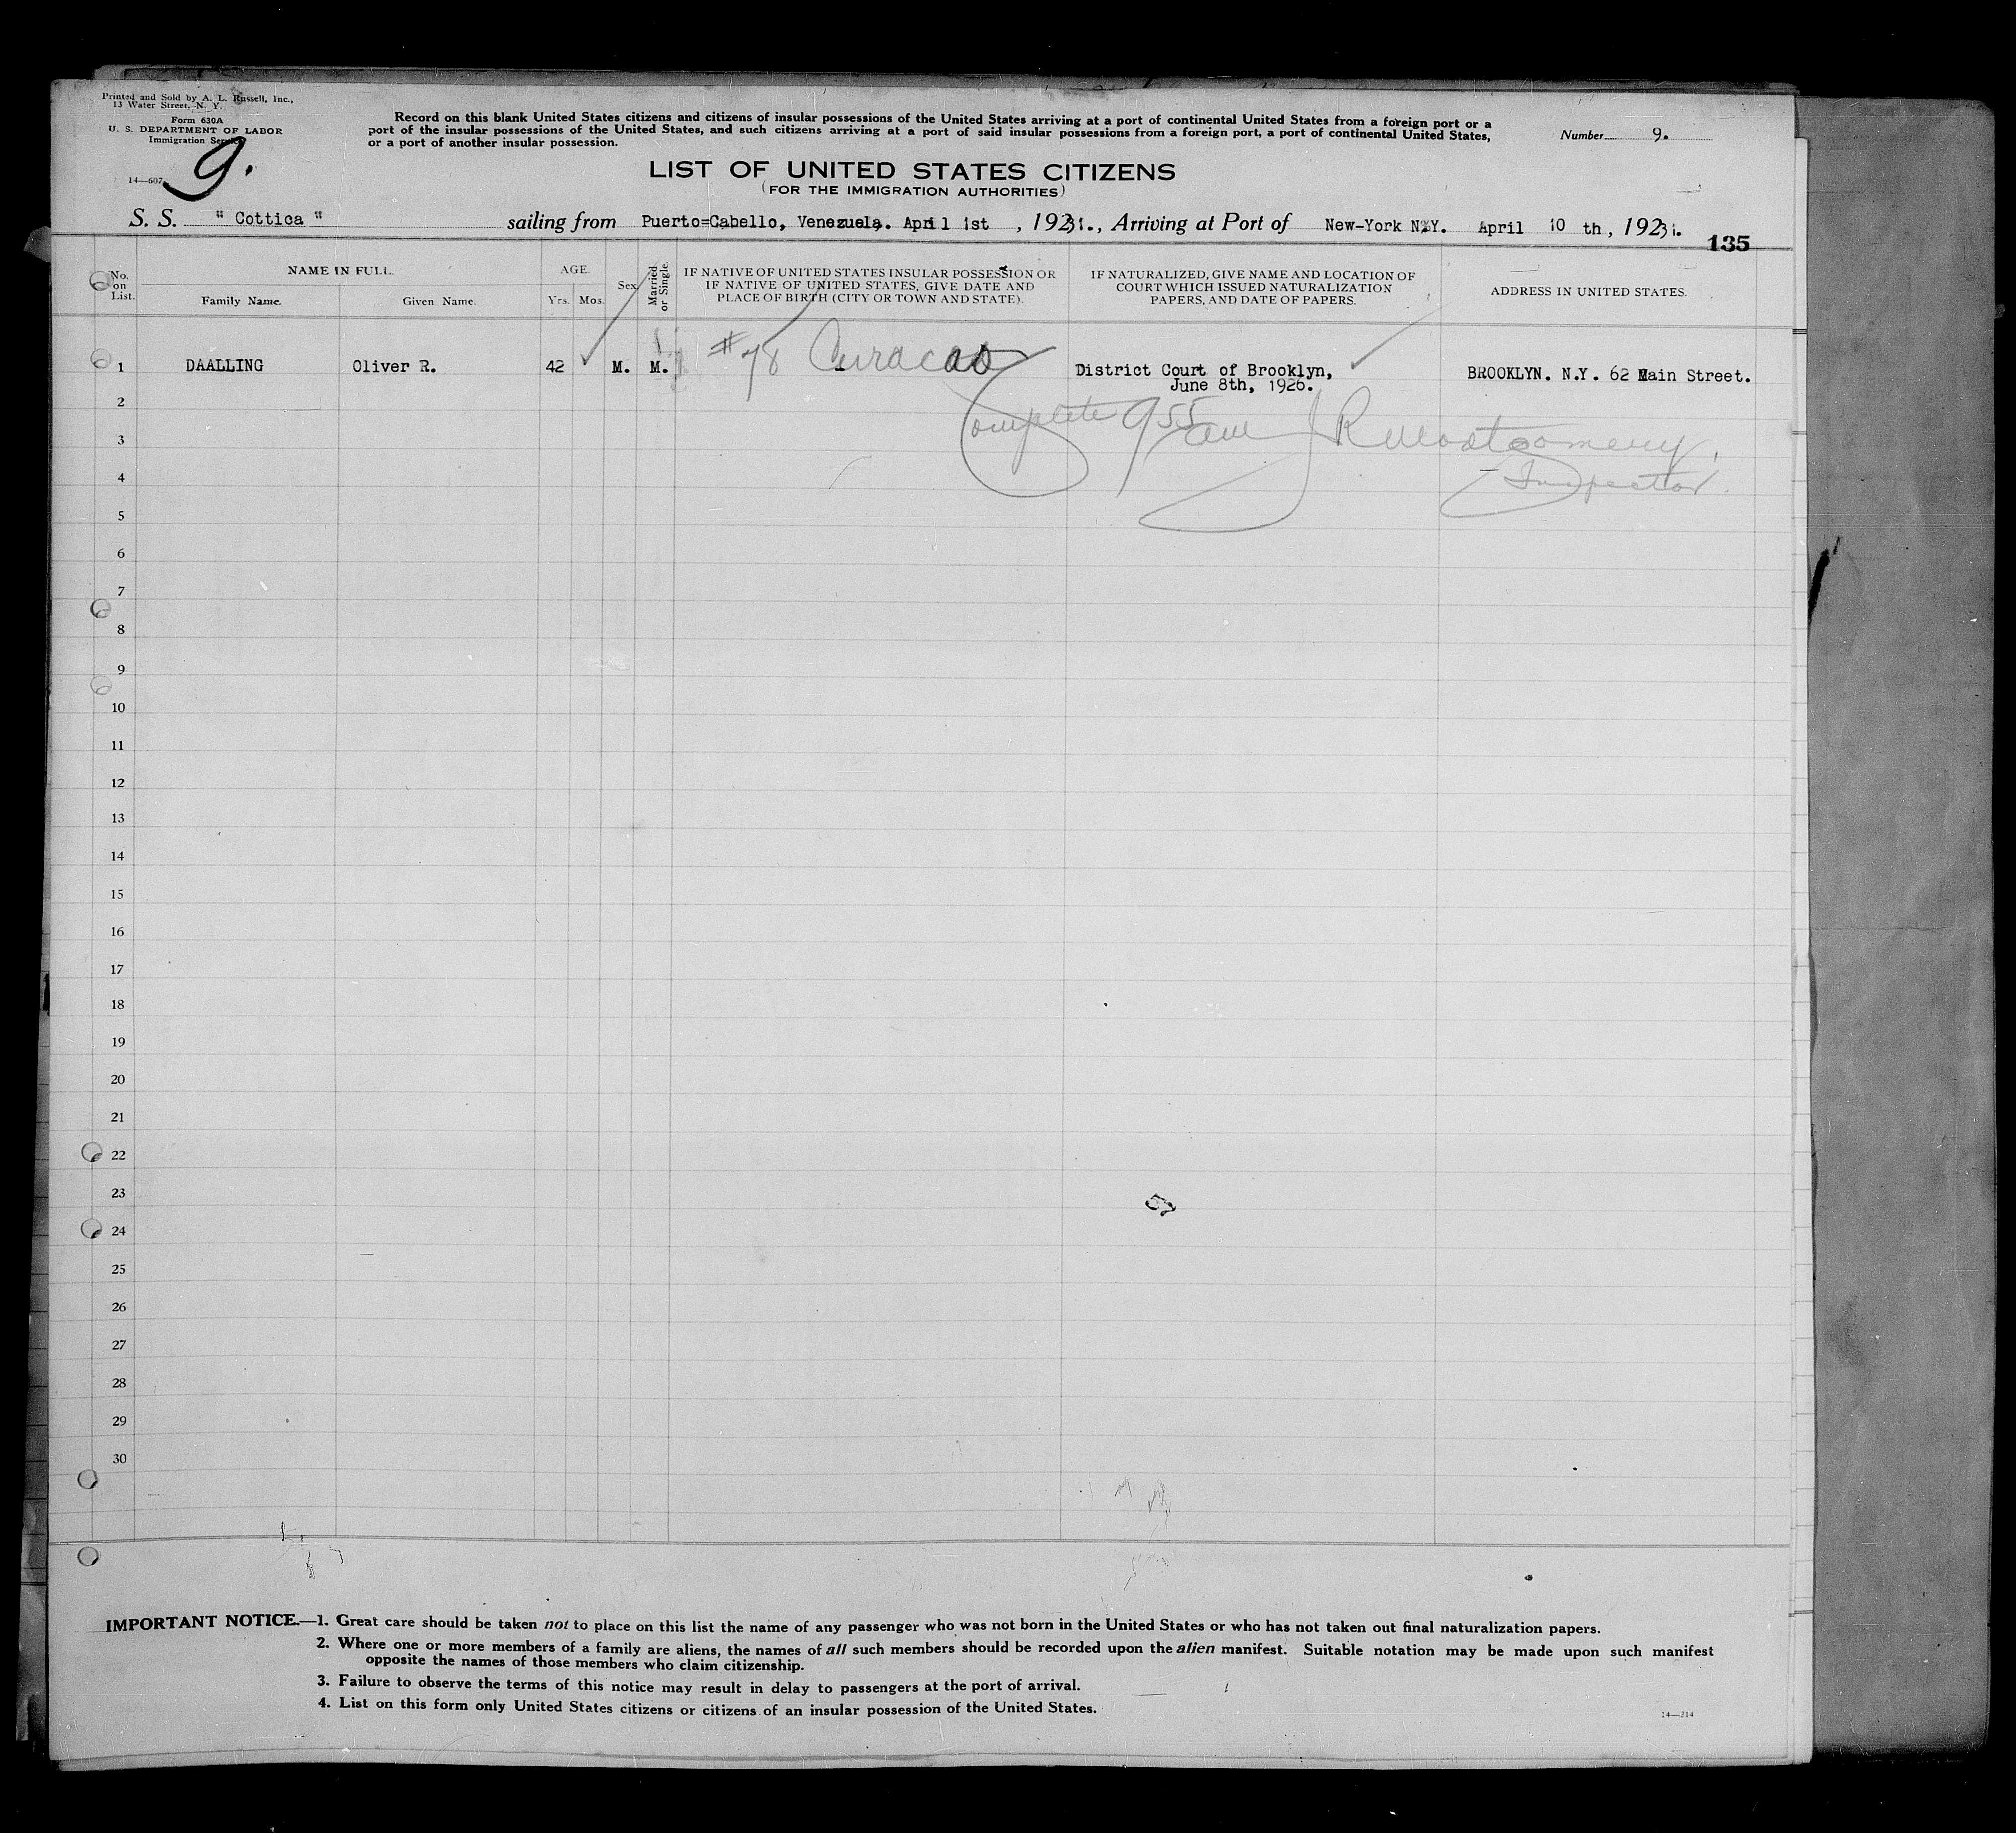 Printed and Sold by A. L. Russell, Inc.,
13 Water Street, N. Y.
Form 630A
U. S. DEPARTMENT OF LABOR
Immigration Service
14—607
9.
Record on this blank United States citizens and citizens of insular possessions of the United States arriving at a port of continental United States from a foreign port or a
port of the insular possessions of the United States, and such citizens arriving at a port of said insular possessions from a foreign port, a port of continental United States,
or a port of another insular possession.
Number 9.
LIST OF UNITED STATES CITIZENS
(FOR THE IMMIGRATION AUTHORITIES)
S. S. " Cottica " sailing from Puerto=Cabello, Venezuela. April 1st , 1931., Arriving at Port of New-York N.Y. April 10 th, 1931.
135
No. on List.
NAME IN FULL.
Family Name.
Given Name.
AGE.
Yrs.
Mos.
Sex
Married or Single.
IF NATIVE OF UNITED STATES INSULAR POSSESSION OR
IF NATIVE OF UNITED STATES, GIVE DATE AND
PLACE OF BIRTH (CITY OR TOWN AND STATE).
IF NATURALIZED, GIVE NAME AND LOCATION OF
COURT WHICH ISSUED NATURALIZATION
PAPERS, AND DATE OF PAPERS.
ADDRESS IN UNITED STATES.
1 DAALLING Oliver R. 42 M. M. #78 Curacao District Court of Brooklyn, BROOKLYN. N.Y. 62 Main Street.
June 8th, 1926.
2
Complete 955 am J R Montgomery
3
Inspector
4
5
6
7
8
9
10
11
12
13
14
15
16
17
18
19
20
21
22
23
57
24
25
26
27
28
29
30
IMPORTANT NOTICE.—1. Great care should be taken not to place on this list the name of any passenger who was not born in the United States or who has not taken out final naturalization papers.
2. Where one or more members of a family are aliens, the names of all such members should be recorded upon the alien manifest. Suitable notation may be made upon such manifest
opposite the names of those members who claim citizenship.
3. Failure to observe the terms of this notice may result in delay to passengers at the port of arrival.
4. List on this form only United States citizens or citizens of an insular possession of the United States.
14—214